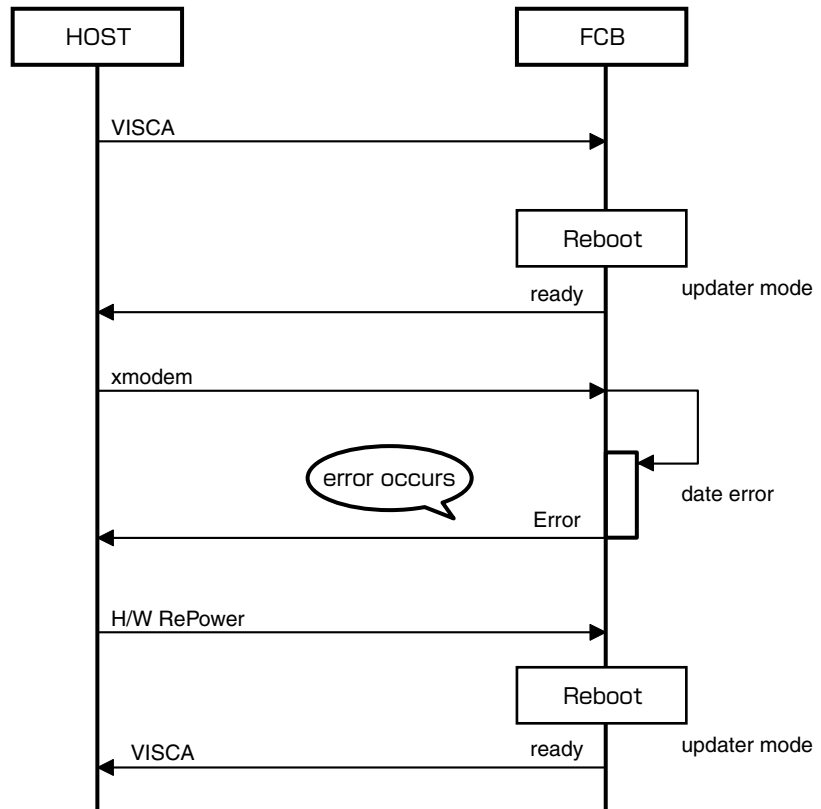 HOST
FCB
VISCA
Reboot
ready
updater mode
xmodem
error occurs
date error
Error
H/W RePower
Reboot
VISCA
ready
updater mode